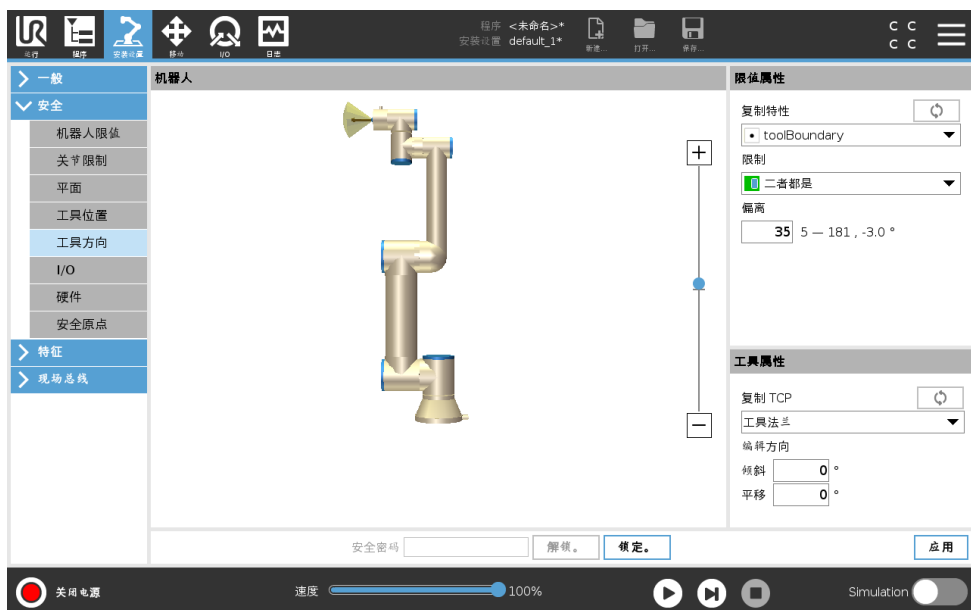 UR
运行 程序 安装设置 移动 I/O 日志
程序 <未命名>*
安装设置 default_1*
新建... 打开... 保存...
C C
C C
一般
安全
机器人限值
关节限制
平面
工具位置
工具方向
I/O
硬件
安全原点
特征
现场总线
机器人
+
−
限值属性
复制特性
toolBoundary
限制
二者都是
偏离
35 5 — 181 , -3.0 °
工具属性
复制 TCP
工具法兰
编辑方向
倾斜 0 °
平移 0 °
安全密码 解锁。 锁定。 应用
关闭电源 速度 100% Simulation